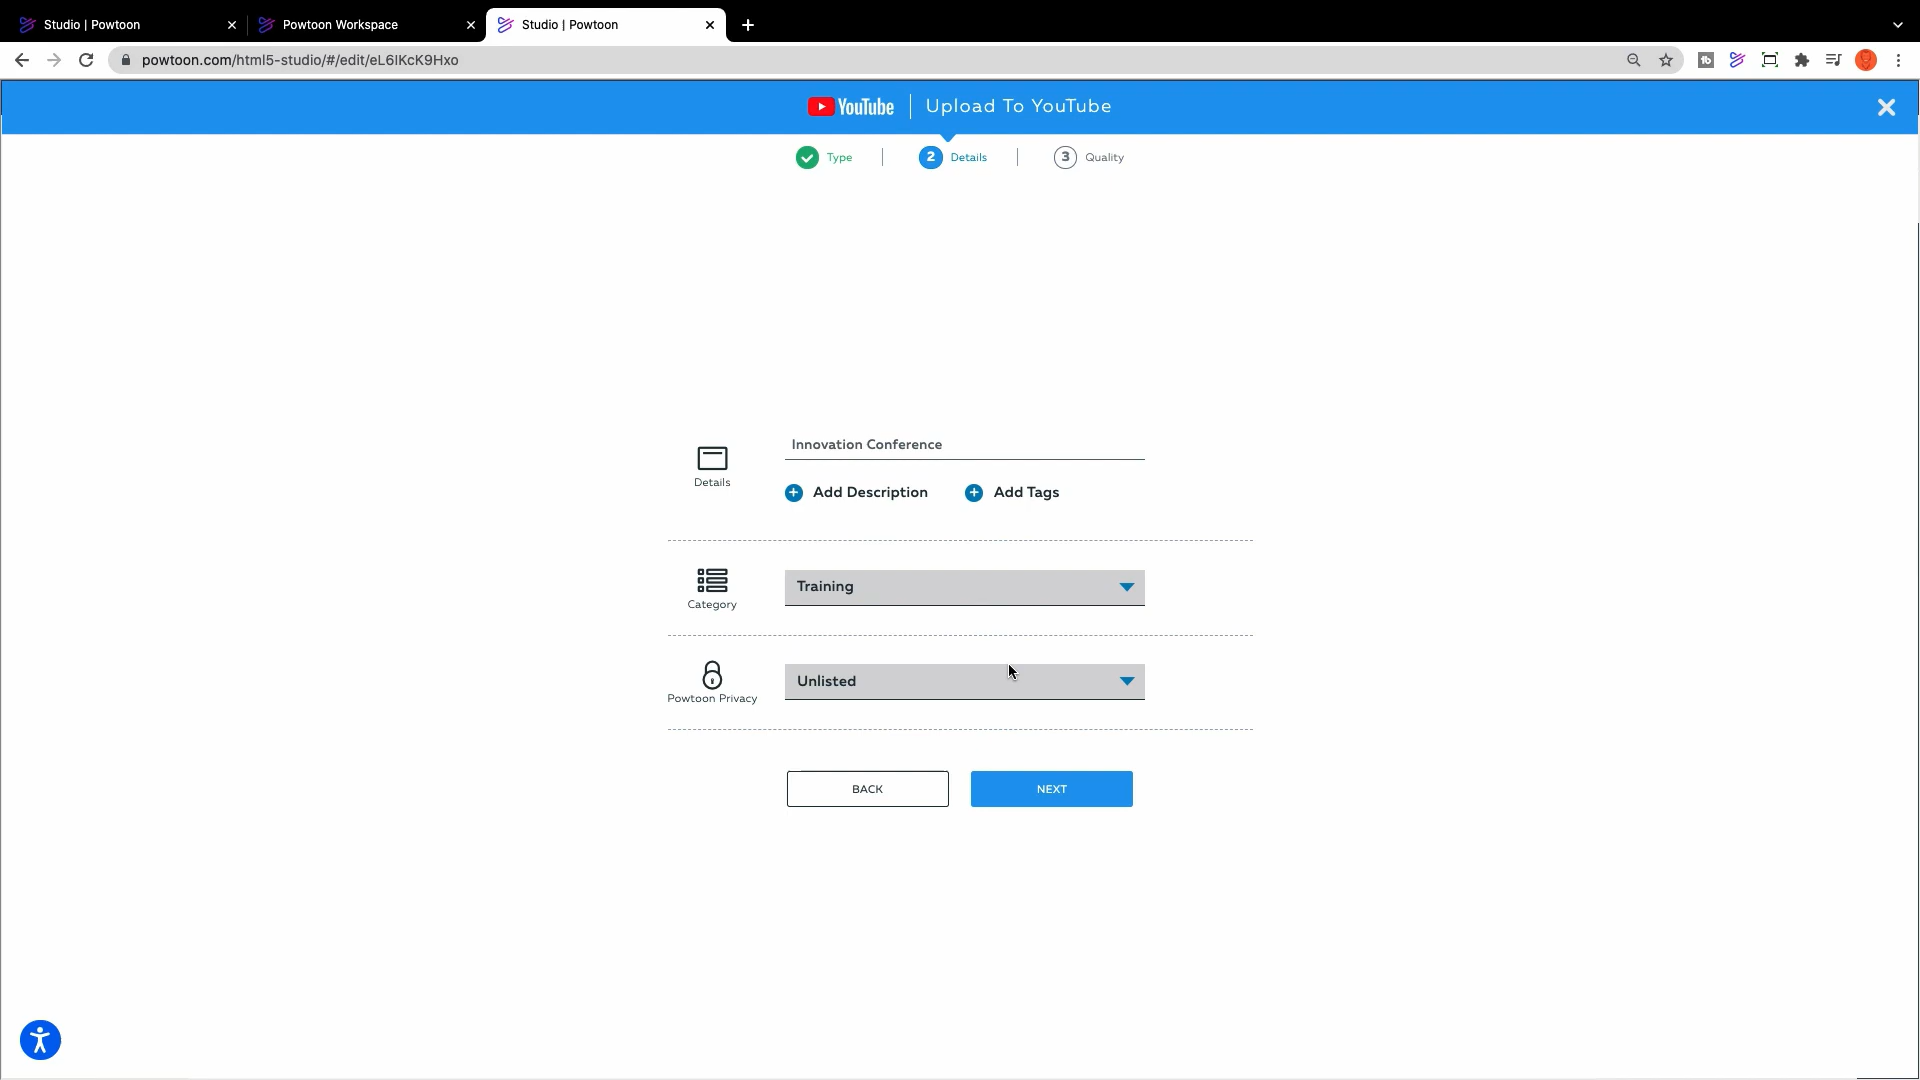 Studio | Powtoon
Powtoon Workspace
Studio | Powtoon
powtoon.com/html5-studio/#/edit/eL6lKcK9Hxo
YouTube | Upload To YouTube
Type
2 Details
3 Quality
Innovation Conference
Details
Add Description
Add Tags
Training
Category
Unlisted
Powtoon Privacy
BACK
NEXT